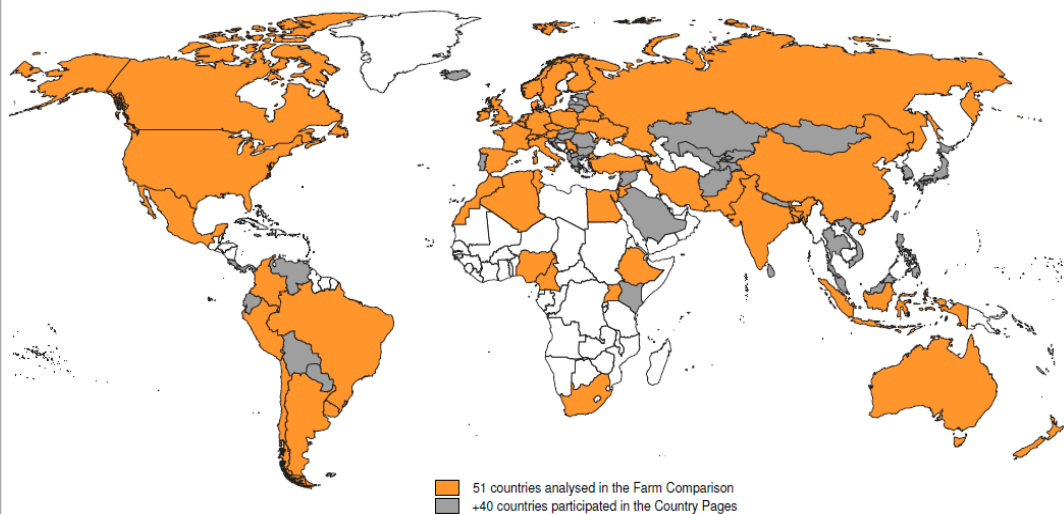 51 countries analysed in the Farm Comparison
+40 countries participated in the Country Pages